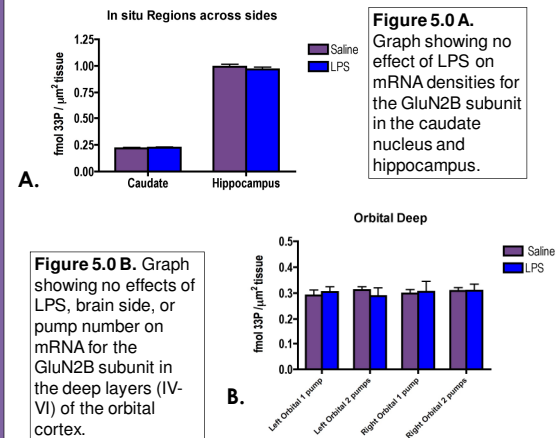 In situ Regions across sides
fmol 33P / µm² tissue
1.25
1.00
0.75
0.50
0.25
0.00
Caudate
Hippocampus
Saline
LPS
A.
Figure 5.0 A.
Graph showing no
effect of LPS on
mRNA densities for
the GluN2B subunit
in the caudate
nucleus and
hippocampus.
Figure 5.0 B. Graph
showing no effects of
LPS, brain side, or
pump number on
mRNA for the
GluN2B subunit in
the deep layers (IV-
VI) of the orbital
cortex.
B.
Orbital Deep
fmol 33P /µm² tissue
0.5
0.4
0.3
0.2
0.1
0.0
Left Orbital 1 pump
Left Orbital 2 pumps
Right Orbital 1 pump
Right Orbital 2 pumps
Saline
LPS